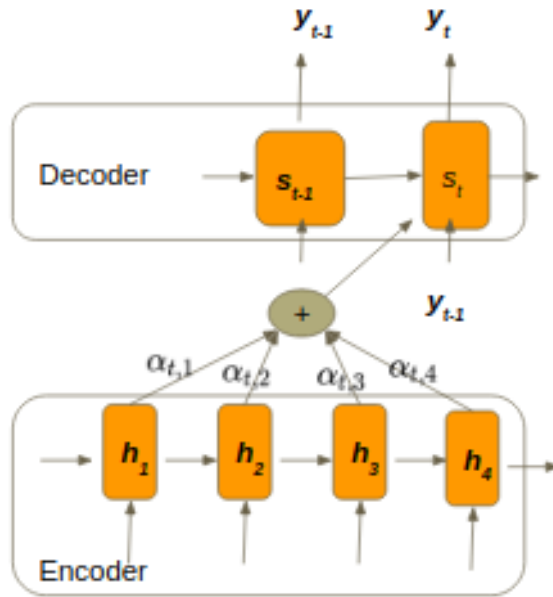 y_{t-1} y_t
Decoder
s_{t-1} s_t
+
y_{t-1}
α_{t,1} α_{t,2} α_{t,3} α_{t,4}
h_1 h_2 h_3 h_4
Encoder